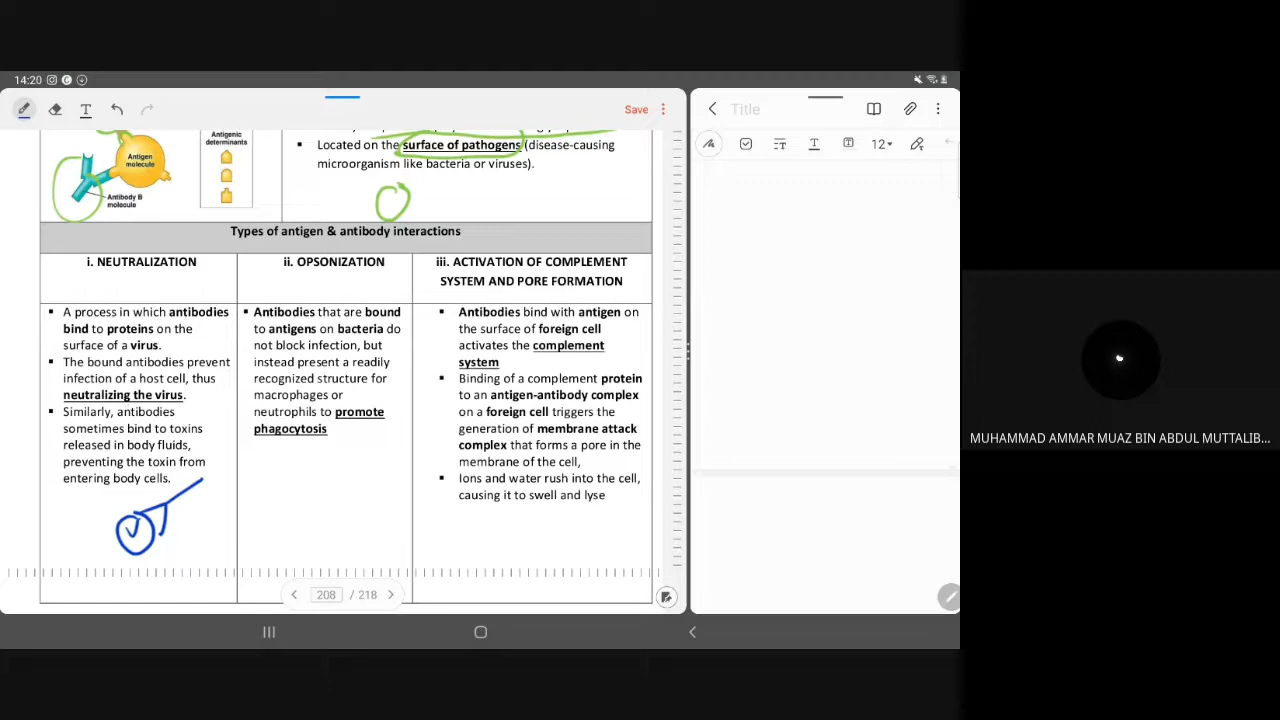 14:20
Save
Title
12
Antigen
molecule
Antigenic
determinants
Antibody B
molecule
Located on the surface of pathogens (disease-causing
microorganism like bacteria or viruses).
Types of antigen & antibody interactions
i. NEUTRALIZATION
ii. OPSONIZATION
iii. ACTIVATION OF COMPLEMENT
SYSTEM AND PORE FORMATION
A process in which antibodies
bind to proteins on the
surface of a virus.
The bound antibodies prevent
infection of a host cell, thus
neutralizing the virus.
Similarly, antibodies
sometimes bind to toxins
released in body fluids,
preventing the toxin from
entering body cells.
Antibodies that are bound
to antigens on bacteria do
not block infection, but
instead present a readily
recognized structure for
macrophages or
neutrophils to promote
phagocytosis
Antibodies bind with antigen on
the surface of foreign cell
activates the complement
system
Binding of a complement protein
to an antigen-antibody complex
on a foreign cell triggers the
generation of membrane attack
complex that forms a pore in the
membrane of the cell,
Ions and water rush into the cell,
causing it to swell and lyse
208 / 218
MUHAMMAD AMMAR MUAZ BIN ABDUL MUTTALIB...